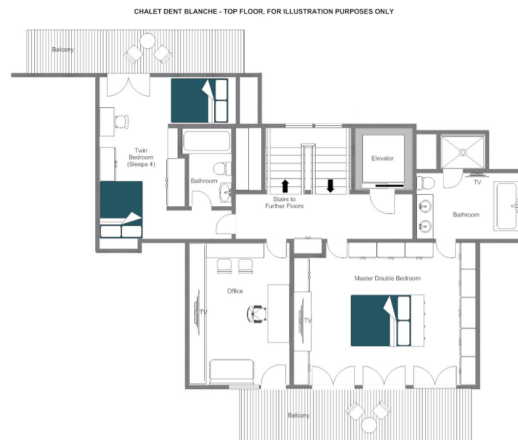 CHALET DENT BLANCHE - TOP FLOOR, FOR ILLUSTRATION PURPOSES ONLY
Balcony
Twin
Bedroom
(Sleeps 4)
Bathroom
Elevator
Stairs to
Further Floors
TV
Bathroom
Office
TV
Master Double Bedroom
TV
Balcony